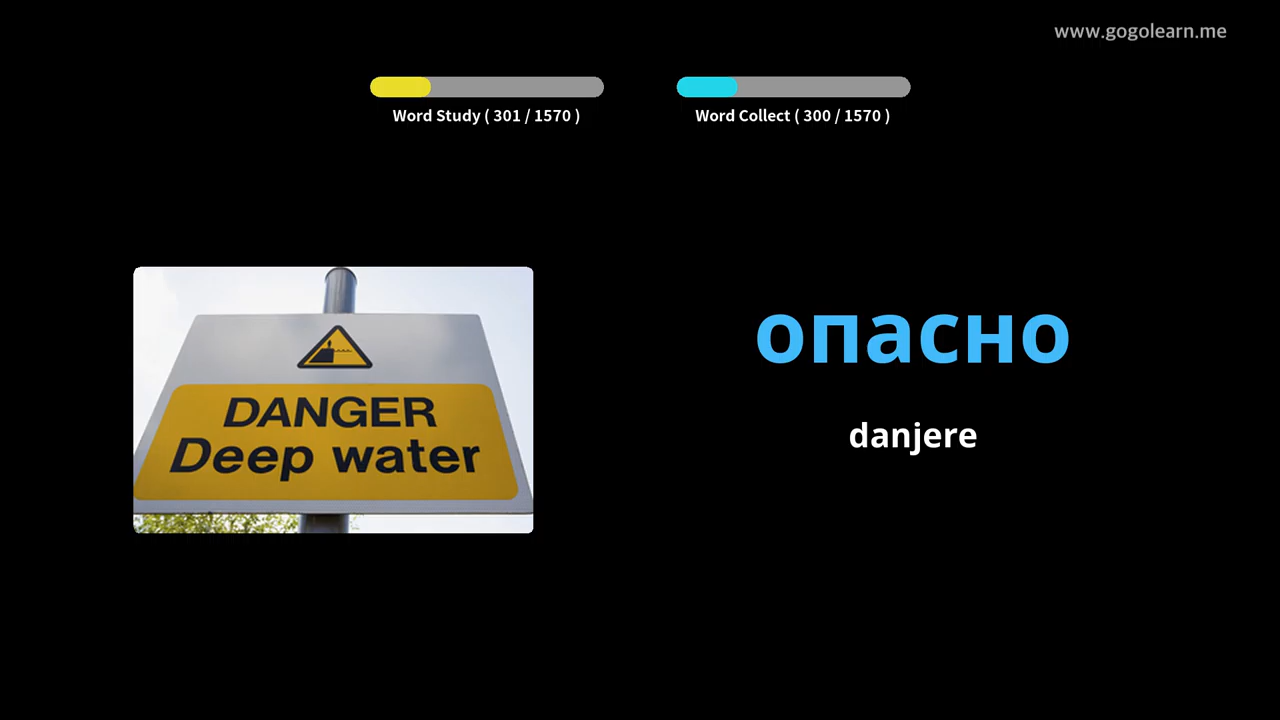 www.gogolearn.me
Word Study ( 301 / 1570 )
Word Collect ( 300 / 1570 )
DANGER
Deep water
опасно
danjere